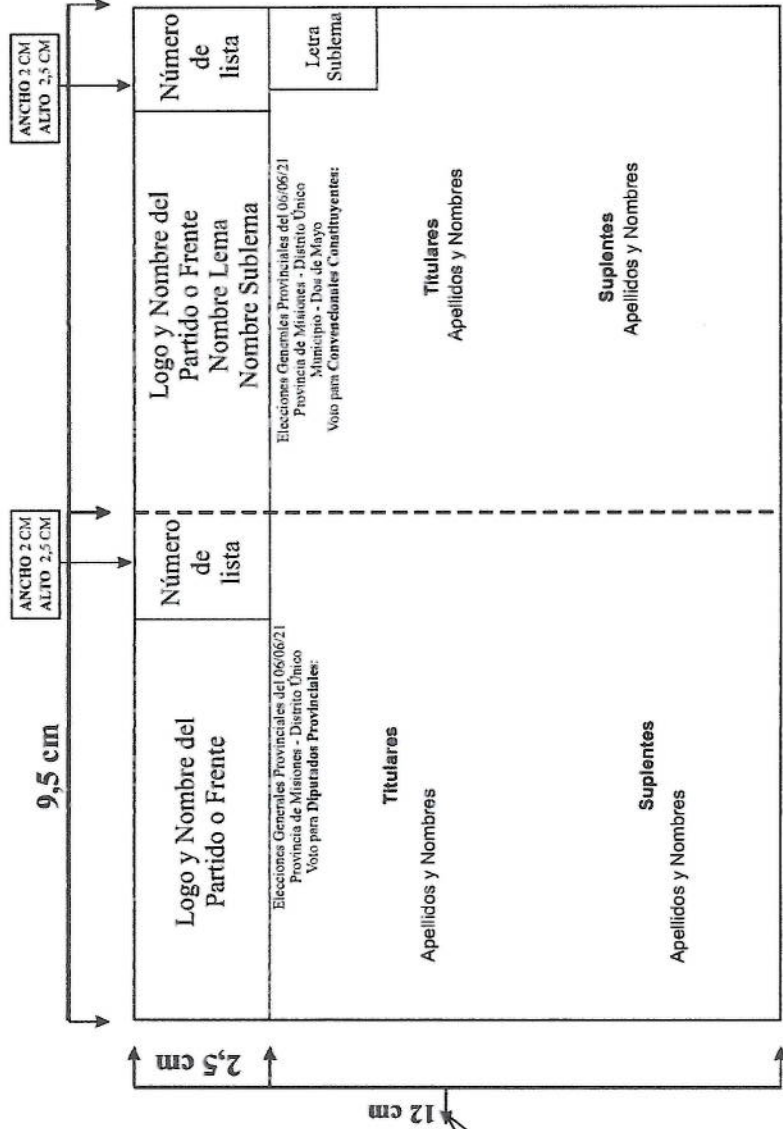 ANCHO 2 CM
ALTO 2,5 CM
ANCHO 2 CM
ALTO 2,5 CM
9,5 cm
2,5 cm
12 cm
Logo y Nombre del
Partido o Frente
Número
de
lista
Elecciones Generales Provinciales del 06/06/21
Provincia de Misiones - Distrito Único
Voto para Diputados Provinciales:
Titulares
Apellidos y Nombres
Suplentes
Apellidos y Nombres
Logo y Nombre del
Partido o Frente
Nombre Lema
Nombre Sublema
Número
de
lista
Letra
Sublema
Elecciones Generales Provinciales del 06/06/21
Provincia de Misiones - Distrito Único
Municipio - Dos de Mayo
Voto para Convencionales Constituyentes:
Titulares
Apellidos y Nombres
Suplentes
Apellidos y Nombres